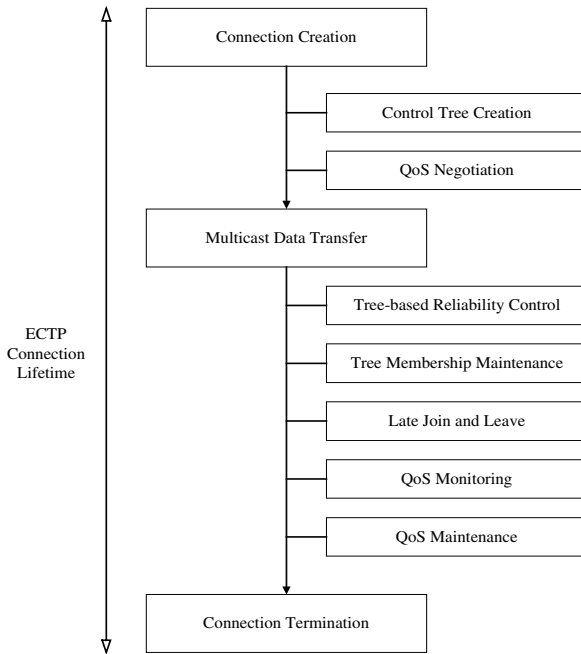 Connection Creation
Control Tree Creation
QoS Negotiation
Multicast Data Transfer
Tree-based Reliability Control
ECTP
Connection
Lifetime
Tree Membership Maintenance
Late Join and Leave
QoS Monitoring
QoS Maintenance
Connection Termination